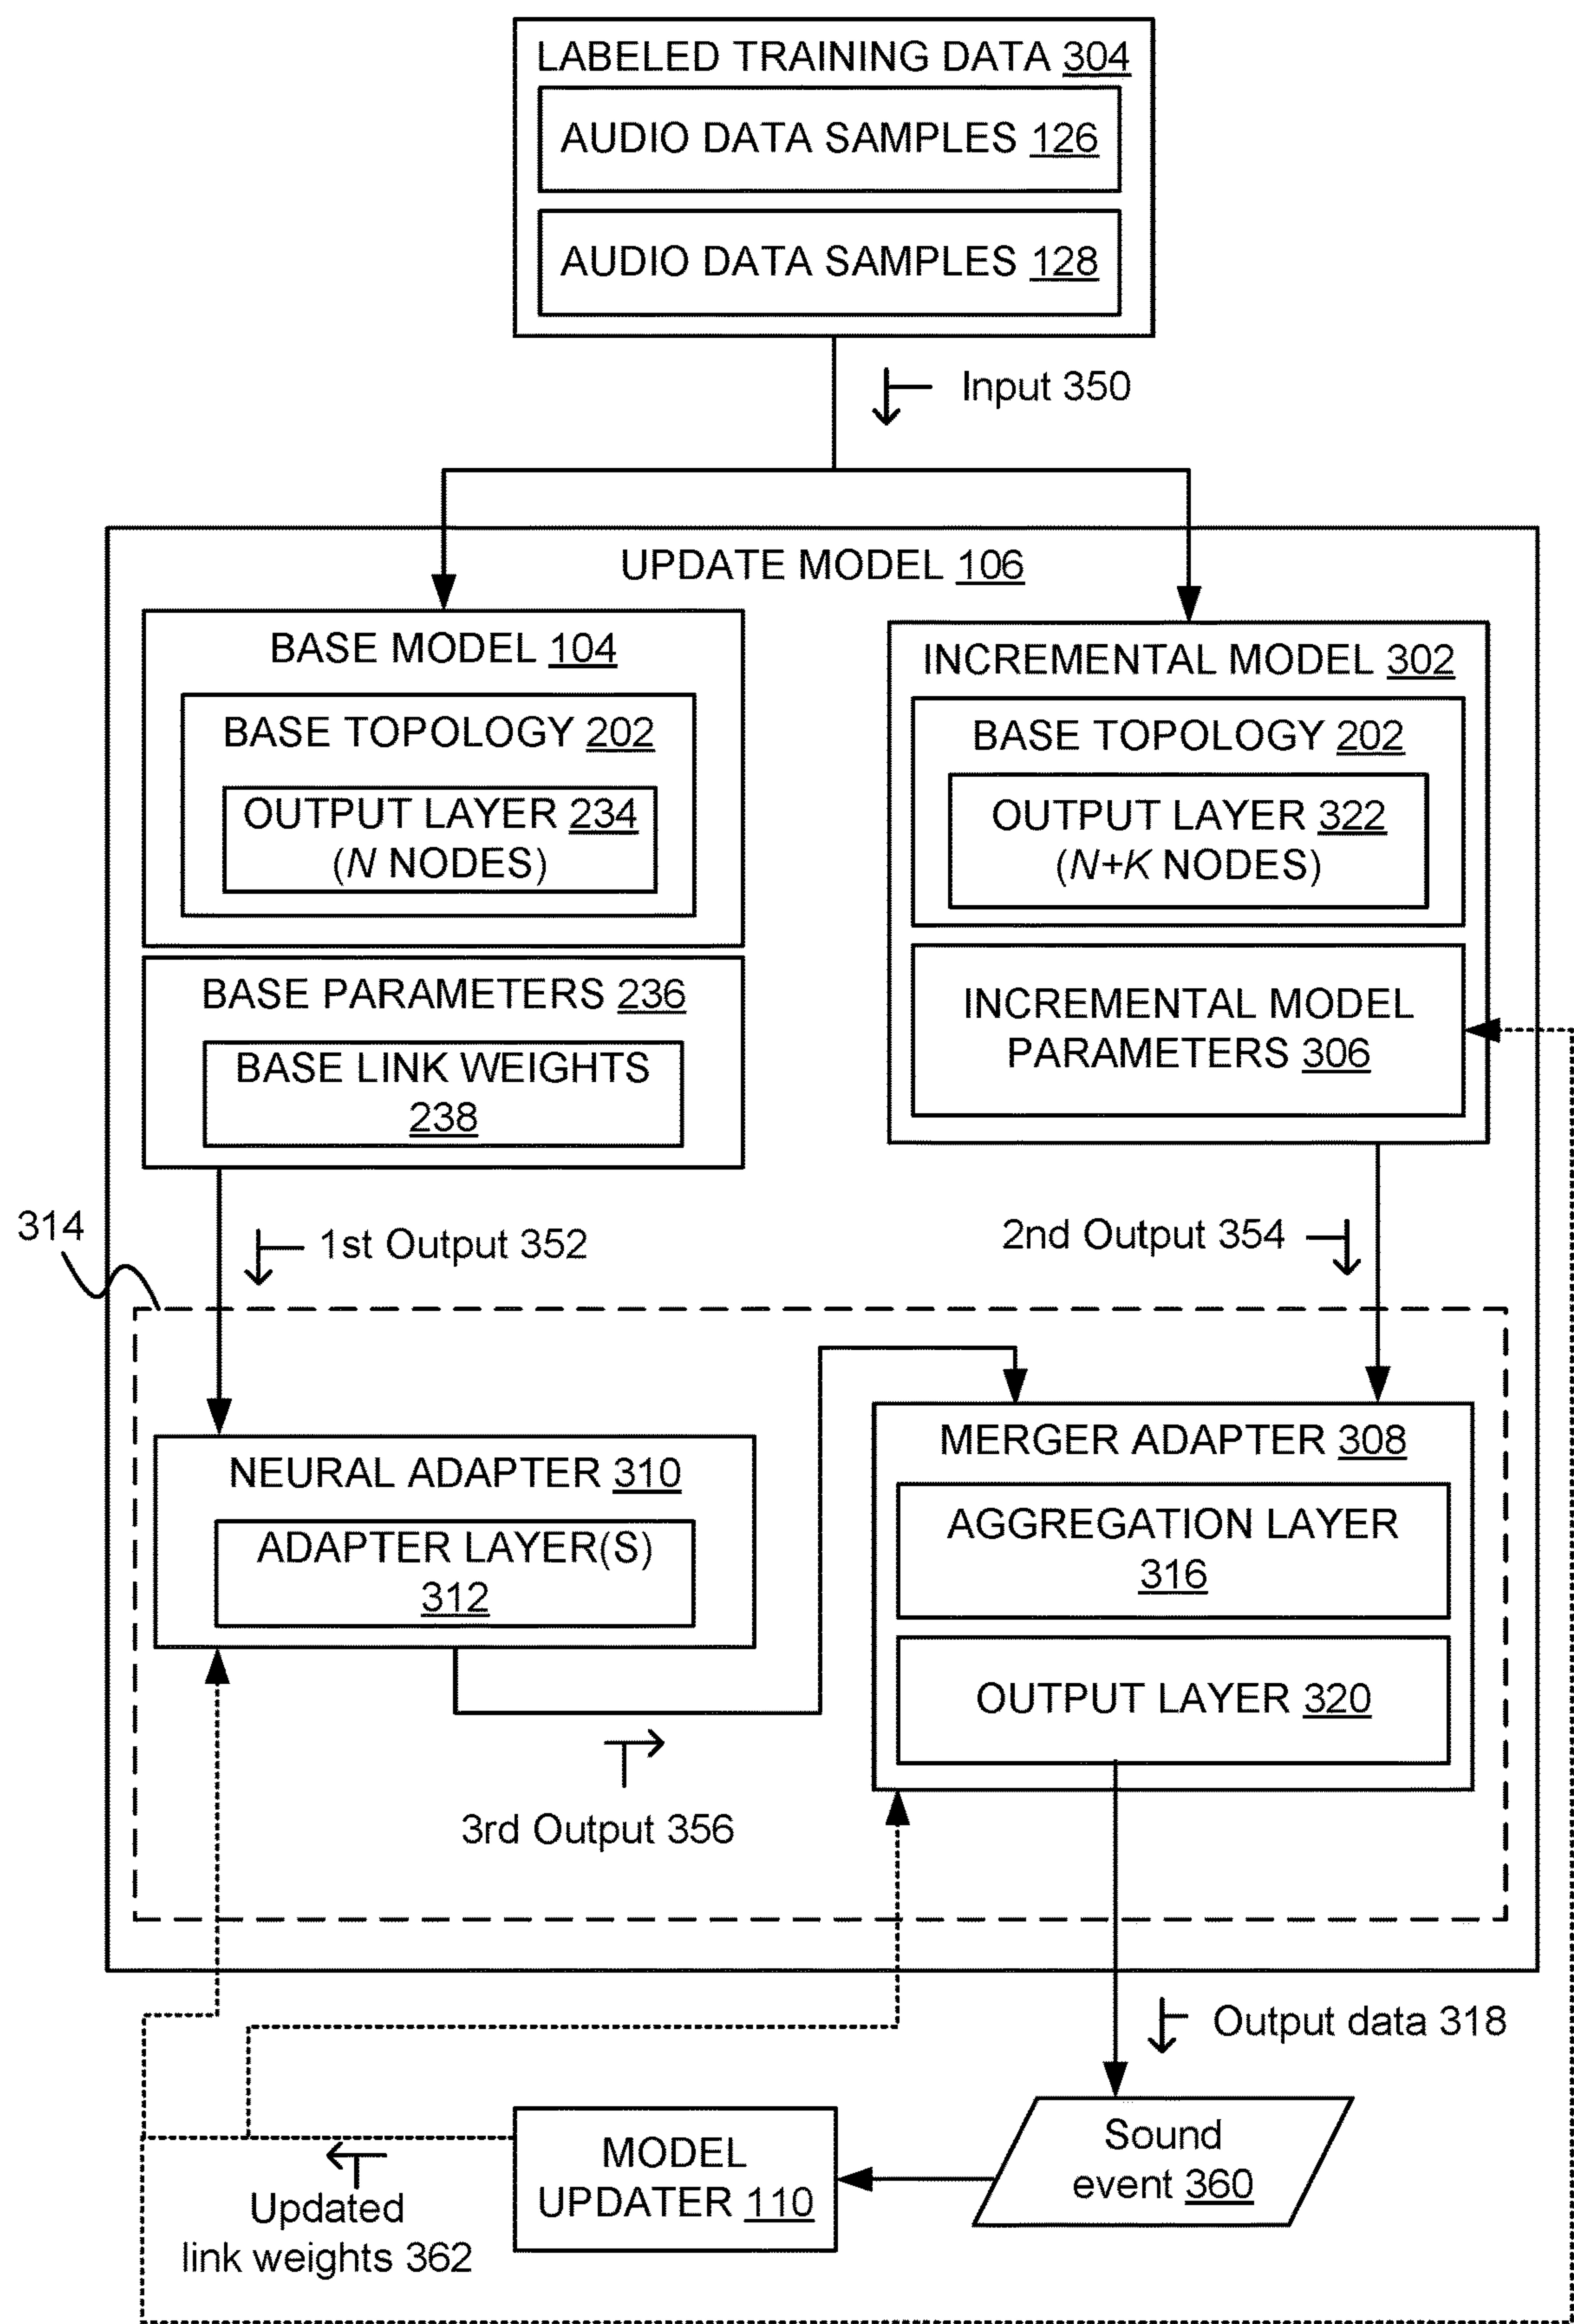 LABELED TRAINING DATA 304
AUDIO DATA SAMPLES 126
AUDIO DATA SAMPLES 128
Input 350
UPDATE MODEL 106
BASE MODEL 104
BASE TOPOLOGY 202
OUTPUT LAYER 234
(N NODES)
BASE PARAMETERS 236
BASE LINK WEIGHTS
238
INCREMENTAL MODEL 302
BASE TOPOLOGY 202
OUTPUT LAYER 322
(N+K NODES)
INCREMENTAL MODEL
PARAMETERS 306
314
1st Output 352
2nd Output 354
NEURAL ADAPTER 310
ADAPTER LAYER(S)
312
MERGER ADAPTER 308
AGGREGATION LAYER
316
OUTPUT LAYER 320
3rd Output 356
Output data 318
Sound
event 360
MODEL
UPDATER 110
Updated
link weights 362